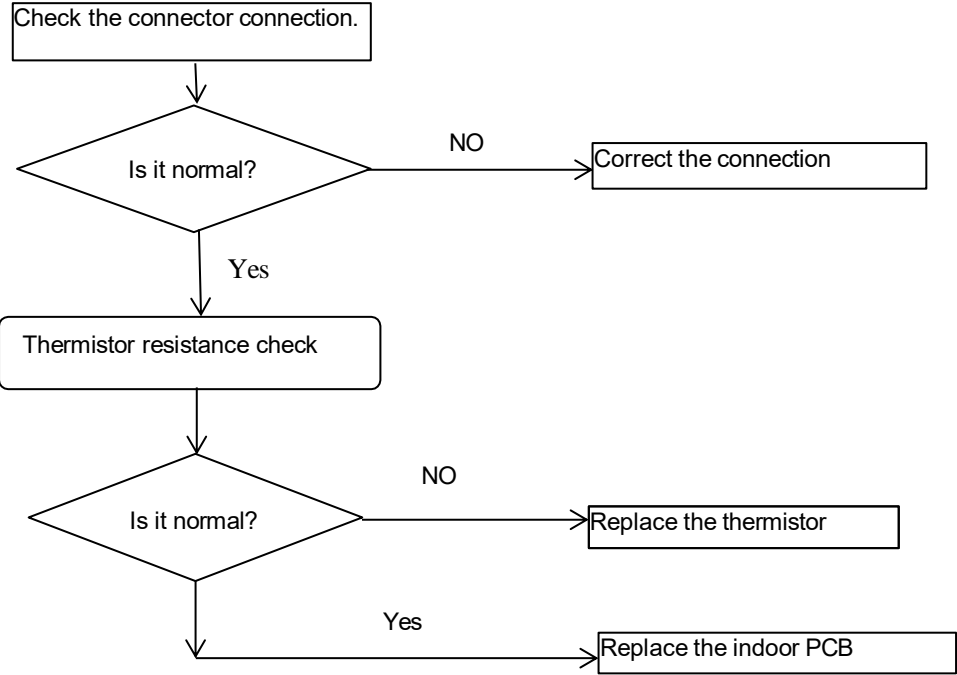 Check the connector connection.
NO
Is it normal?
Correct the connection
Yes
Thermistor resistance check
NO
Is it normal?
Replace the thermistor
Yes
Replace the indoor PCB